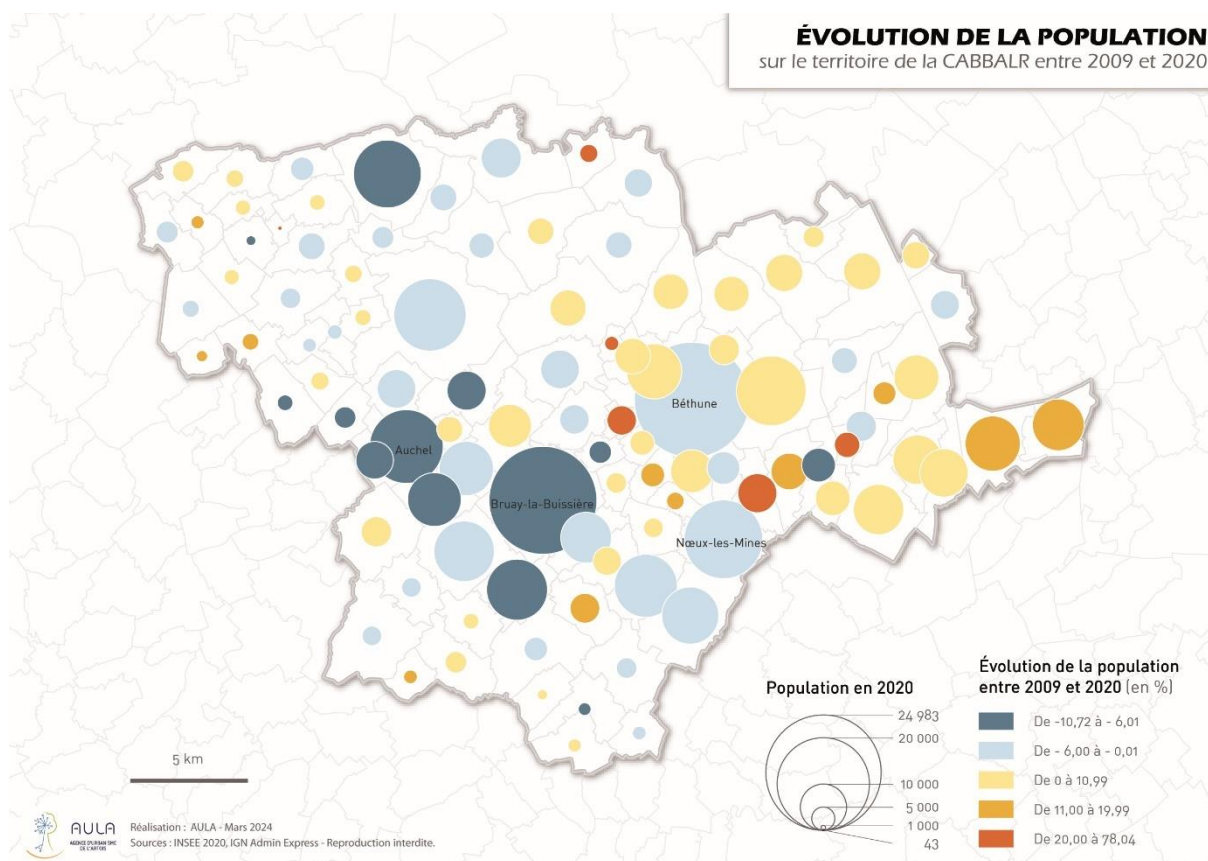 ÉVOLUTION DE LA POPULATION
sur le territoire de la CABBALR entre 2009 et 2020
Béthune
Auchel
Bruay-la-Buissière
Nœux-les-Mines
Population en 2020
24 983
20 000
10 000
5 000
1 000
43
Évolution de la population
entre 2009 et 2020 (en %)
De -10,72 à - 6,01
De - 6,00 à - 0,01
De 0 à 10,99
De 11,00 à 19,99
De 20,00 à 78,04
5 km
AULA
AGENCE D'URBANISME
DE L'ARTOIS
Réalisation : AULA - Mars 2024
Sources : INSEE 2020, IGN Admin Express - Reproduction interdite.